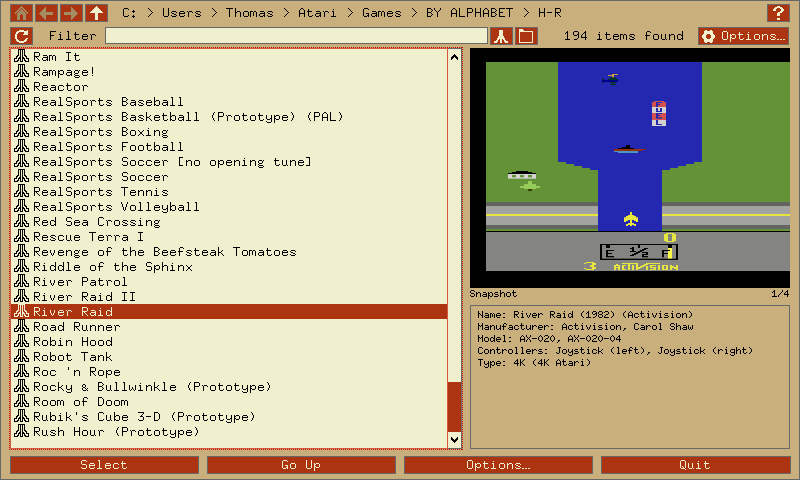 C: > Users > Thomas > Atari > Games > BY ALPHABET > H-R
?
Filter
194 items found
Options…
Ram It
Rampage!
Reactor
RealSports Baseball
RealSports Basketball (Prototype) (PAL)
RealSports Boxing
RealSports Football
RealSports Soccer [no opening tune]
RealSports Soccer
RealSports Tennis
RealSports Volleyball
Red Sea Crossing
Rescue Terra I
Revenge of the Beefsteak Tomatoes
Riddle of the Sphinx
River Patrol
River Raid II
River Raid
Road Runner
Robin Hood
Robot Tank
Roc 'n Rope
Rocky & Bullwinkle (Prototype)
Room of Doom
Rubik's Cube 3-D (Prototype)
Rush Hour (Prototype)
FUEL
0
E 1/2 F
3 ACTIVISION
Snapshot 1/4
Name: River Raid (1982) (Activision)
Manufacturer: Activision, Carol Shaw
Model: AX-020, AX-020-04
Controllers: Joystick (left), Joystick (right)
Type: 4K (4K Atari)
Select
Go Up
Options…
Quit